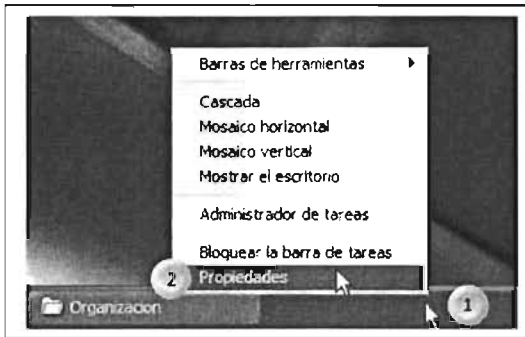 Barras de herramientas
Cascada
Mosaico horizontal
Mosaico vertical
Mostrar el escritorio
Administrador de tareas
Bloquear la barra de tareas
2 Propiedades
Organizacion
1